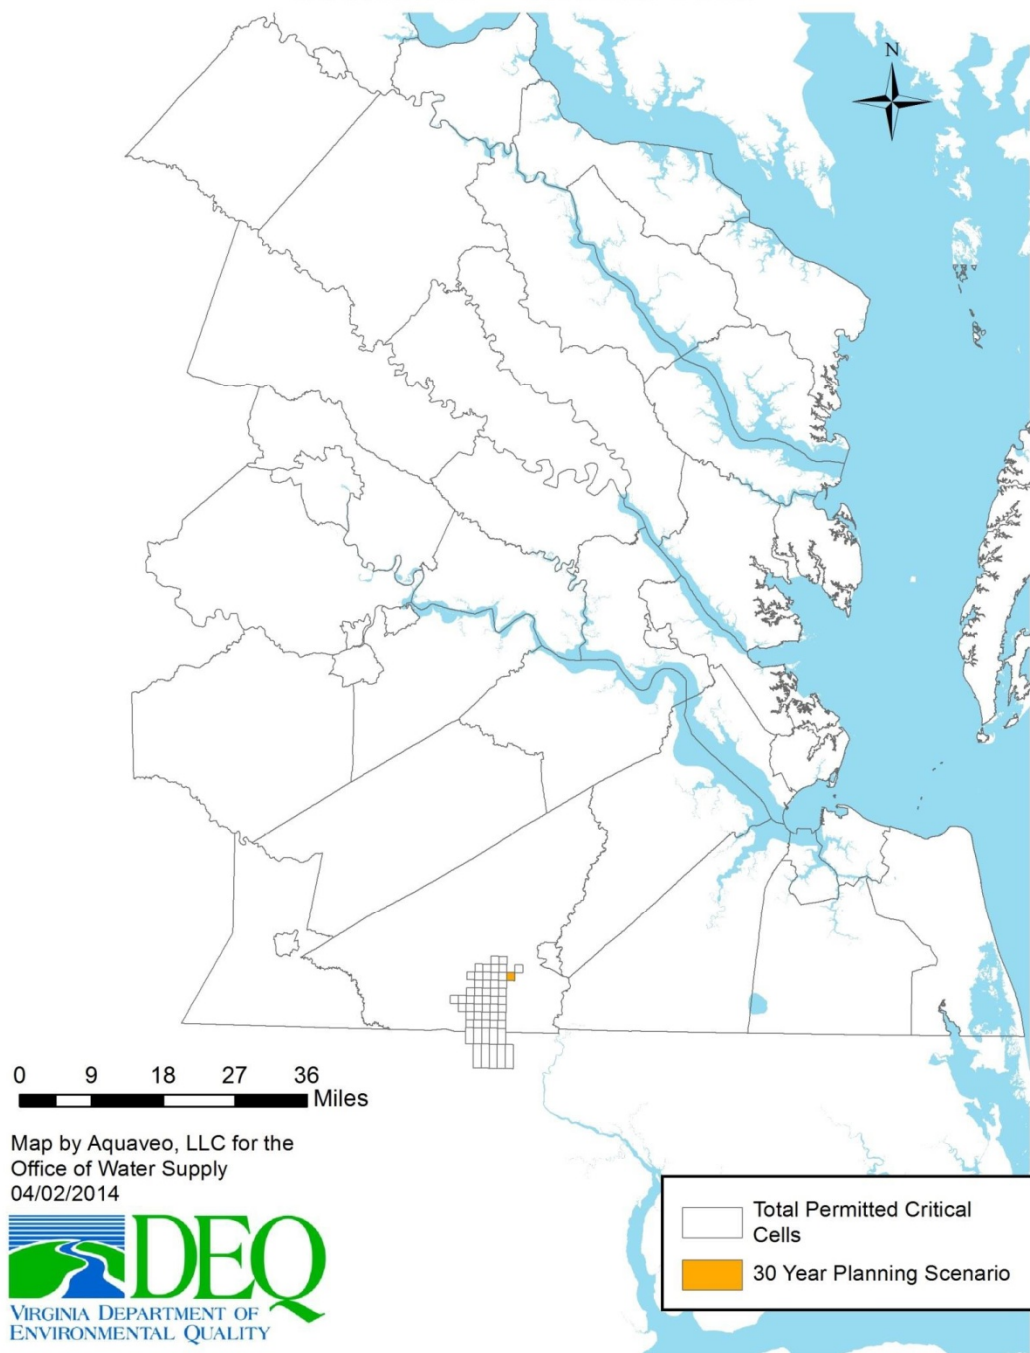 N
0 9 18 27 36
Miles
Map by Aquaveo, LLC for the
Office of Water Supply
04/02/2014
DEQ
VIRGINIA DEPARTMENT OF
ENVIRONMENTAL QUALITY
Total Permitted Critical
Cells
30 Year Planning Scenario